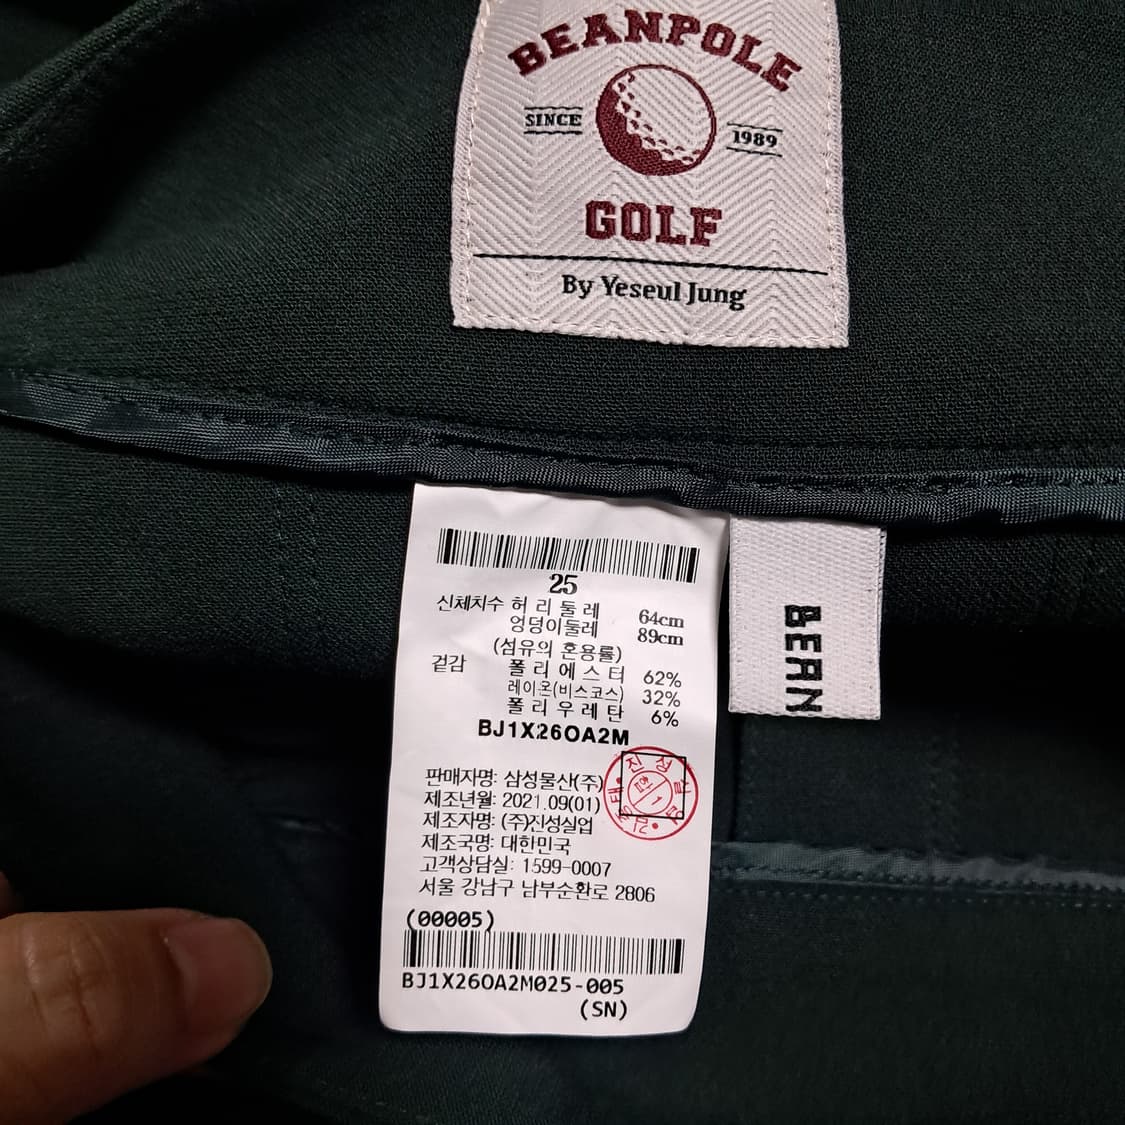 BEANPOLE
SINCE
1989
GOLF
By Yeseul Jung
25
신체치수 허리둘레 64cm
엉덩이둘레 89cm
(섬유의 혼용률)
겉감 폴리에스터 62%
레이온(비스코스) 32%
폴리우레탄 6%
BJ1X26OA2M
판매자명: 삼성물산(주)
제조년월: 2021.09(01)
제조자명: (주)진성실업
제조국명: 대한민국
고객상담실: 1599-0007
서울 강남구 남부순환로 2806
(00005)
BJ1X26OA2M025-005
(SN)
BEAN